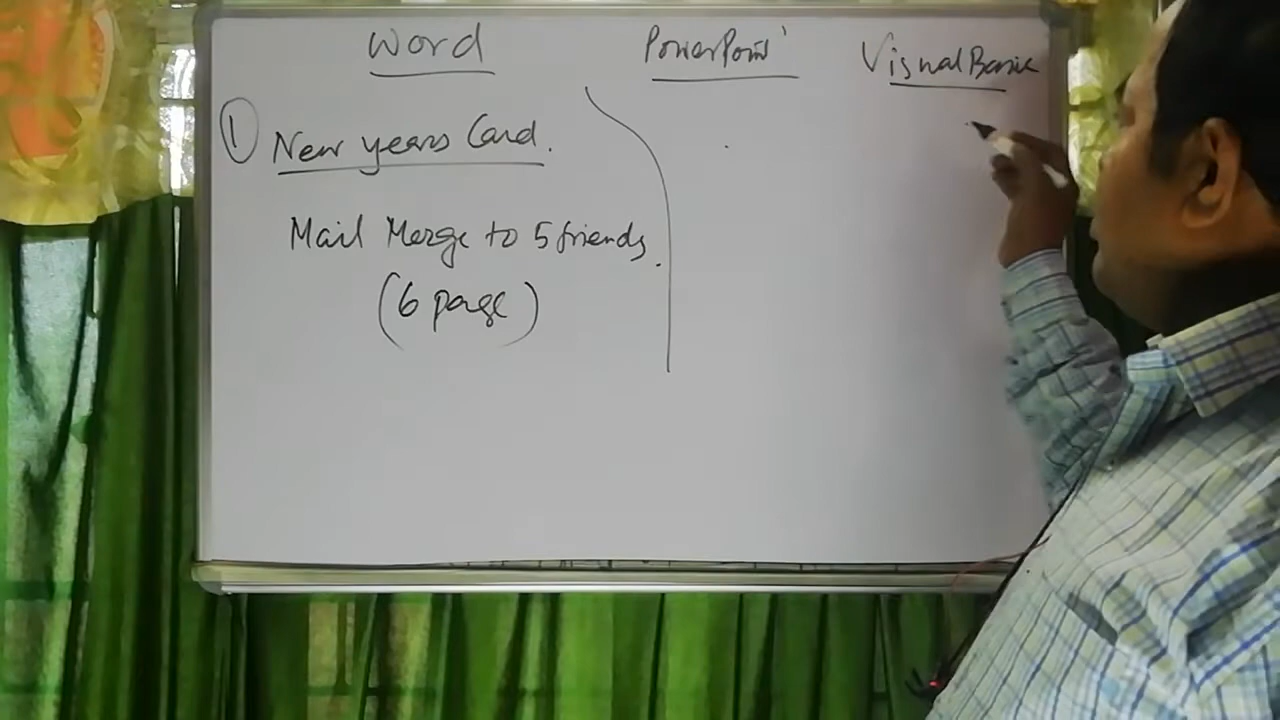 Word PowerPoint Visual Basic
① New years Card.
Mail Merge to 5 friends.
(6 page)